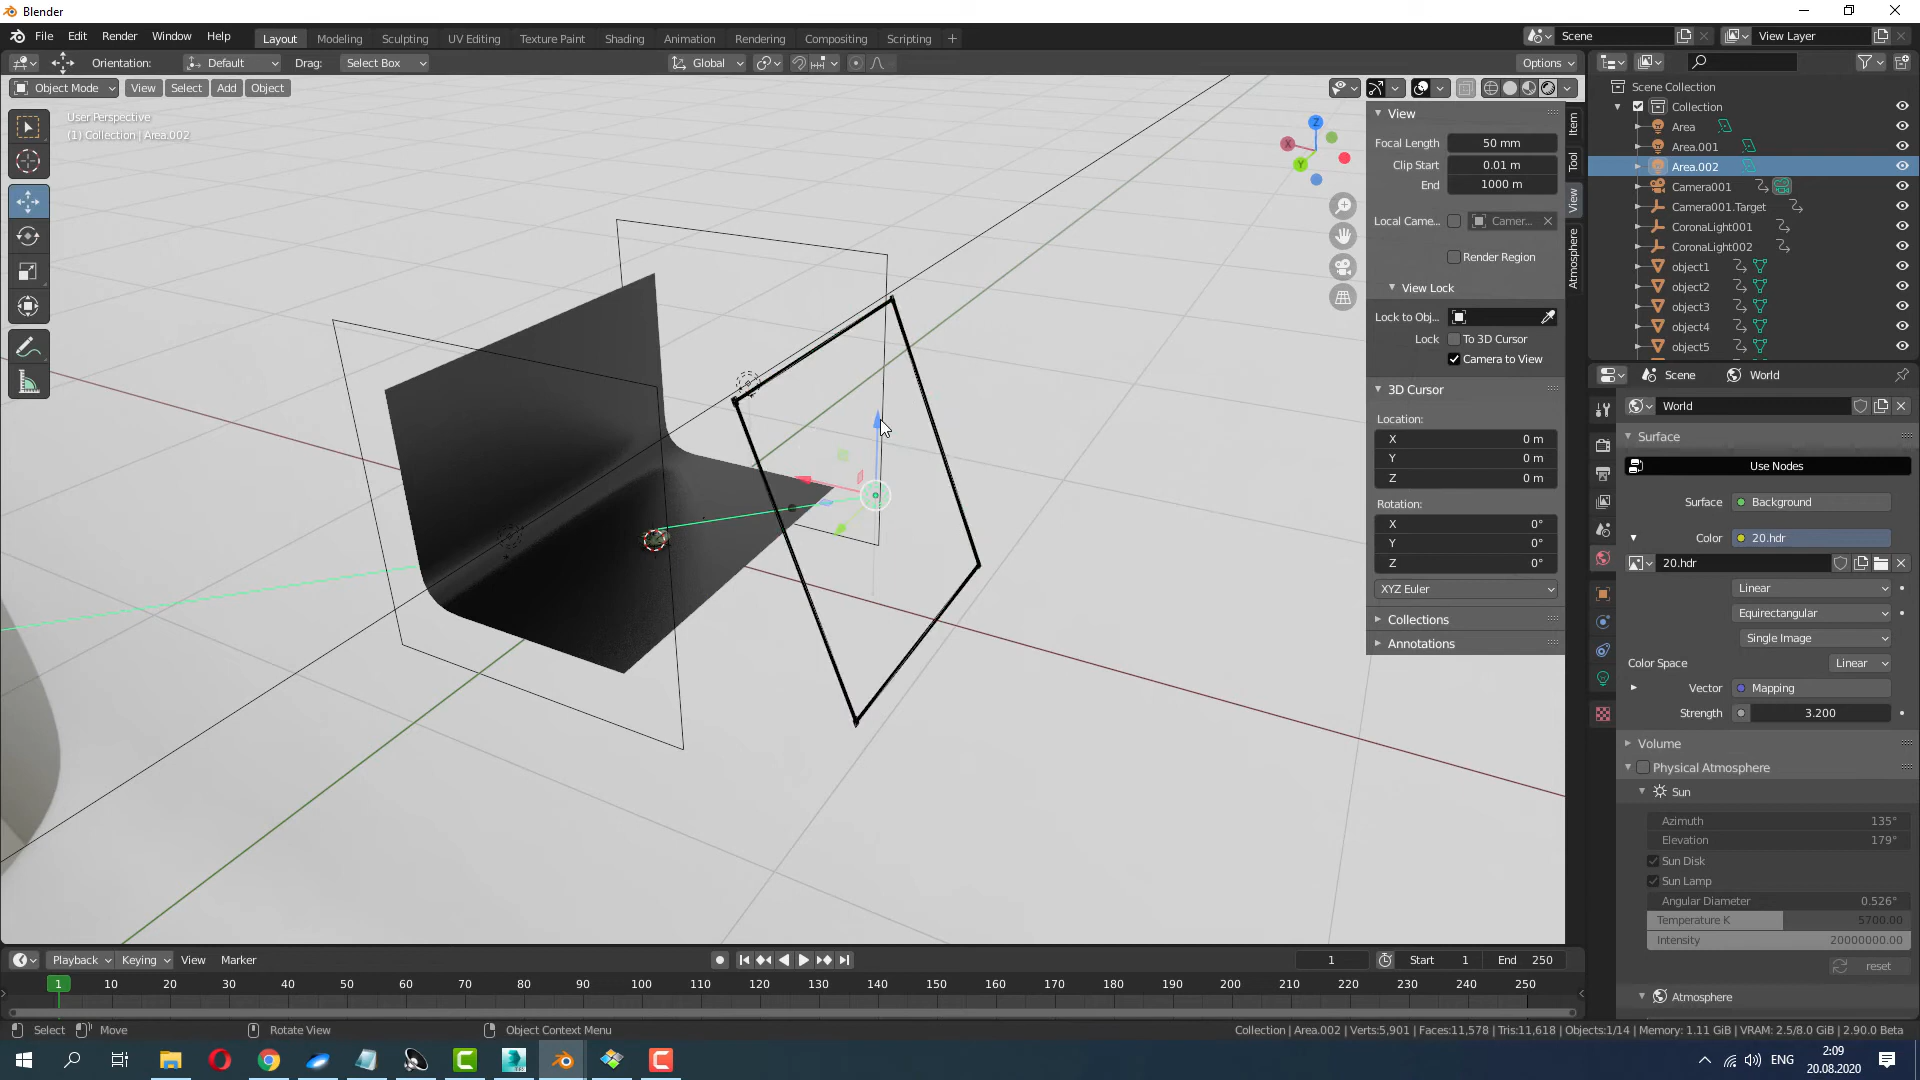 Blender
File Edit Render Window Help
Layout Modeling Sculpting UV Editing Texture Paint Shading Animation Rendering Compositing Scripting +
Scene
View Layer
Orientation: Default Drag: Select Box
Global
Options
Object Mode View Select Add Object
User Perspective
(1) Collection | Area.002
X
Y
Z
View
Focal Length 50 mm
Clip Start 0.01 m
End 1000 m
Local Came... Camer...
Render Region
View Lock
Lock to Obj...
Lock To 3D Cursor
Camera to View
3D Cursor
Location:
X 0 m
Y 0 m
Z 0 m
Rotation:
X 0°
Y 0°
Z 0°
XYZ Euler
Collections
Annotations
Item
Tool
View
Atmosphere
Scene Collection
Collection
Area
Area.001
Area.002
Camera001
Camera001.Target
CoronaLight001
CoronaLight002
object1
object2
object3
object4
object5
Scene World
World
Surface
Use Nodes
Surface Background
Color 20.hdr
20.hdr
Linear
Equirectangular
Single Image
Color Space Linear
Vector Mapping
Strength 3.200
Volume
Physical Atmosphere
Sun
Azimuth 135°
Elevation 179°
Sun Disk
Sun Lamp
Angular Diameter 0.526°
Temperature K 5700.00
Intensity 20000000.00
reset
Atmosphere
Playback Keying View Marker
1 Start 1 End 250
1 10 20 30 40 50 60 70 80 90 100 110 120 130 140 150 160 170 180 190 200 210 220 230 240 250
Select Move Rotate View Object Context Menu
Collection | Area.002 | Verts:5,901 | Faces:11,578 | Tris:11,618 | Objects:1/14 | Memory: 1.11 GiB | VRAM: 2.5/8.0 GiB | 2.90.0 Beta
ENG
2:09
20.08.2020